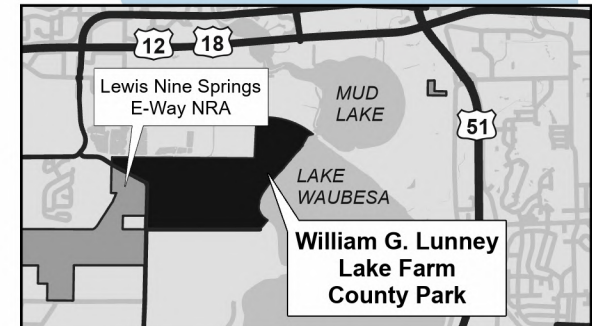 12 18
Lewis Nine Springs
E-Way NRA
MUD
LAKE
51
LAKE
WAUBESA
William G. Lunney
Lake Farm
County Park